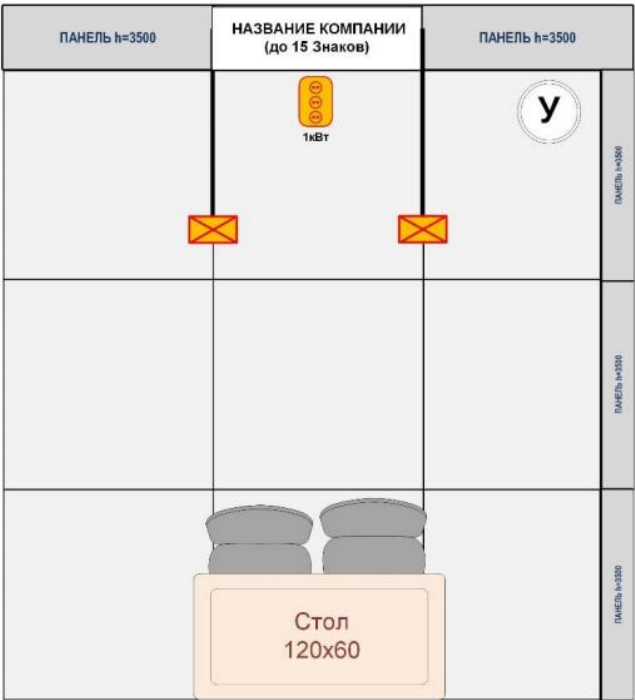 ПАНЕЛЬ h=3500
НАЗВАНИЕ КОМПАНИИ
(до 15 Знаков)
ПАНЕЛЬ h=3500
1кВт
У
ПАНЕЛЬ h=3500
ПАНЕЛЬ h=3500
ПАНЕЛЬ h=3500
Стол
120x60